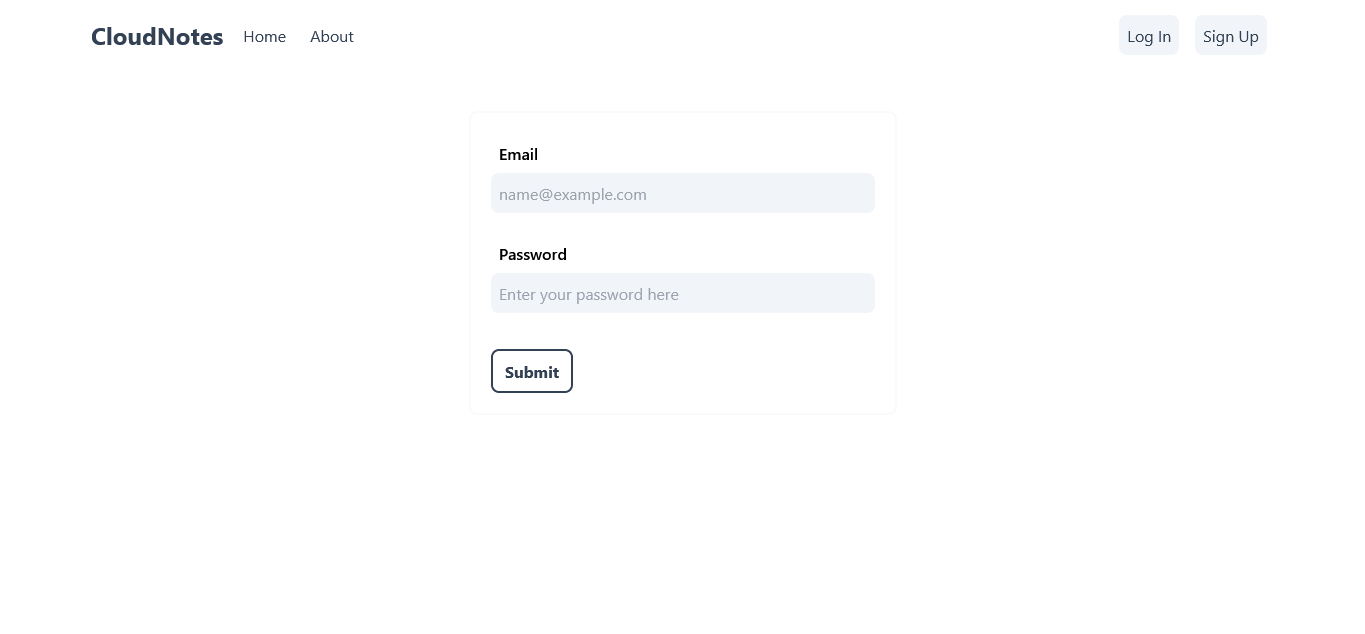 CloudNotes Home About Log In Sign Up
Email
name@example.com
Password
Enter your password here
Submit